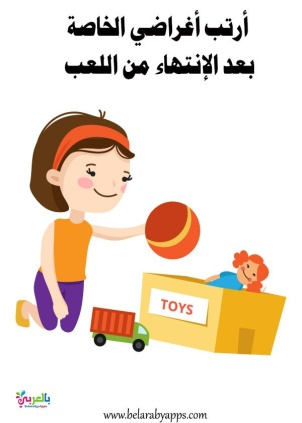 أرتب أغراضي الخاصة
بعد الإنتهاء من اللعب
TOYS
بالعربي
www.belarabyapps.com